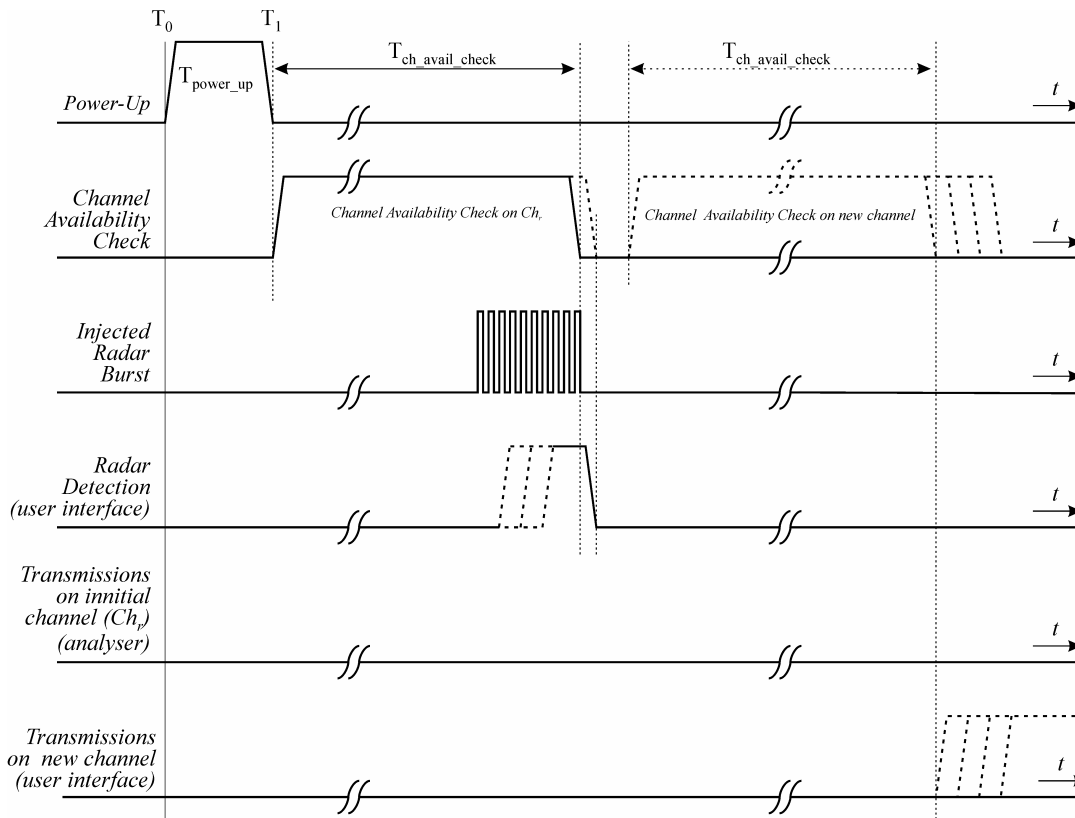 T0
T1
Tpower_up
Tch_avail_check
Tch_avail_check
Power-Up
t
Channel
Availability
Check
Channel Availability Check on Chr
Channel Availability Check on new channel
t
Injected
Radar
Burst
t
Radar
Detection
(user interface)
t
Transmissions
on innitial
channel (Chr)
(analyser)
t
Transmissions
on new channel
(user interface)
t